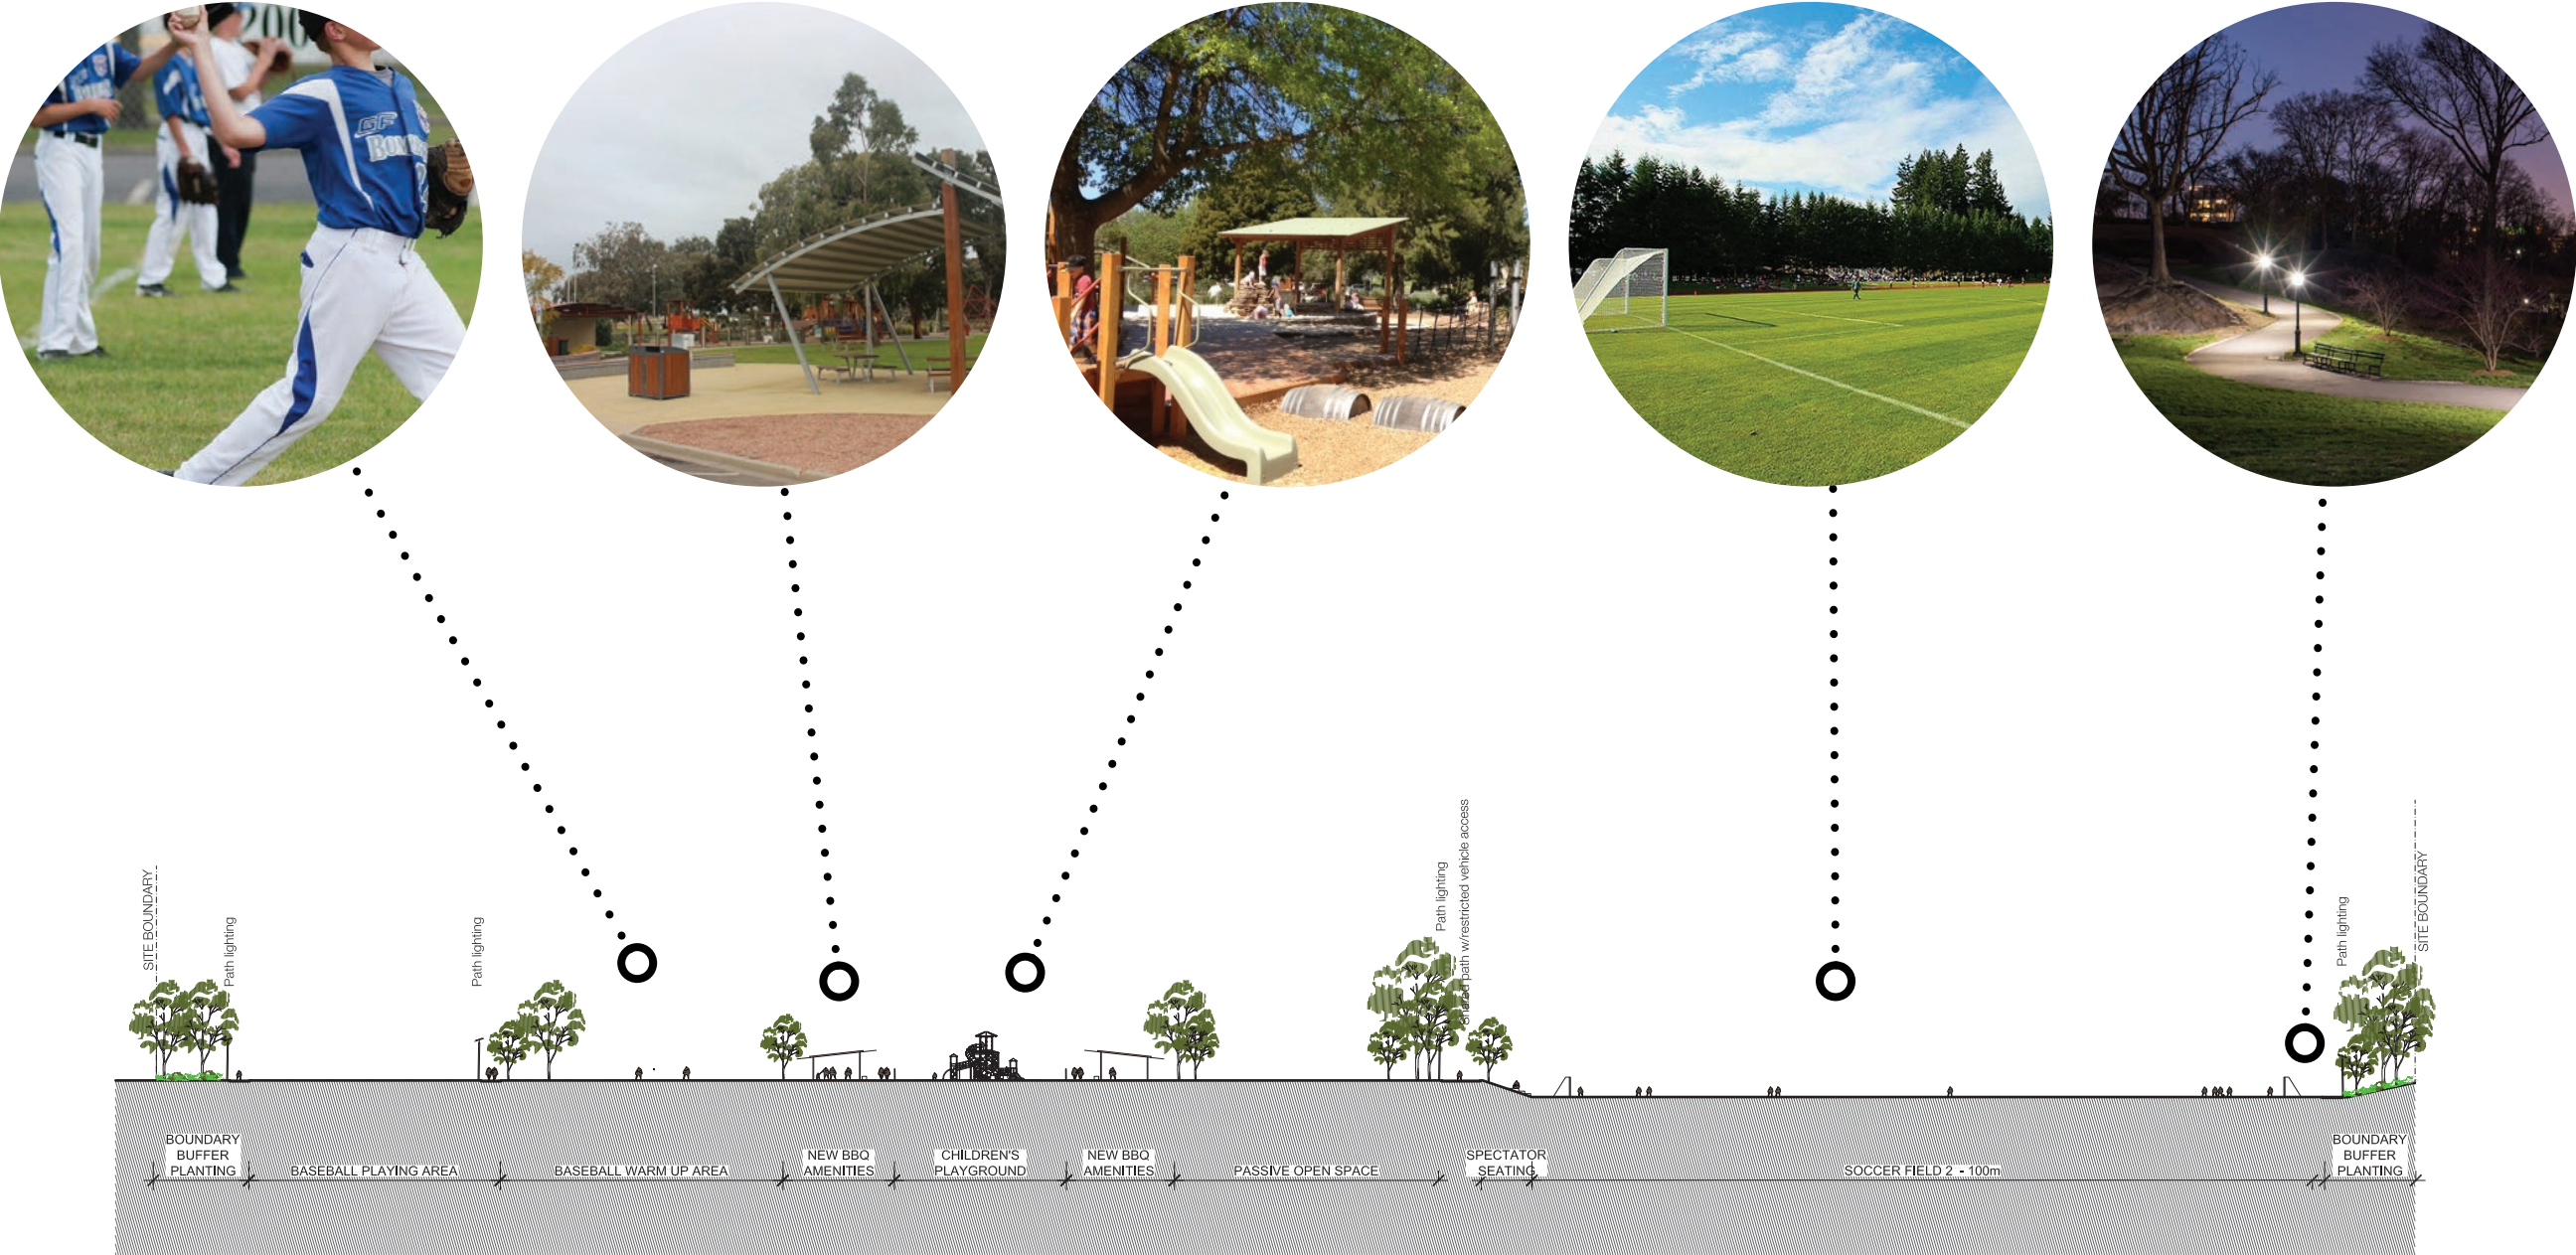 200
GF
SITE BOUNDARY
Path lighting
Path lighting
Path lighting
Shared path w/restricted vehicle access
Path lighting
SITE BOUNDARY
BOUNDARY
BUFFER
PLANTING
BASEBALL PLAYING AREA
BASEBALL WARM UP AREA
NEW BBQ
AMENITIES
CHILDREN'S
PLAYGROUND
NEW BBQ
AMENITIES
PASSIVE OPEN SPACE
SPECTATOR
SEATING
SOCCER FIELD 2 - 100m
BOUNDARY
BUFFER
PLANTING